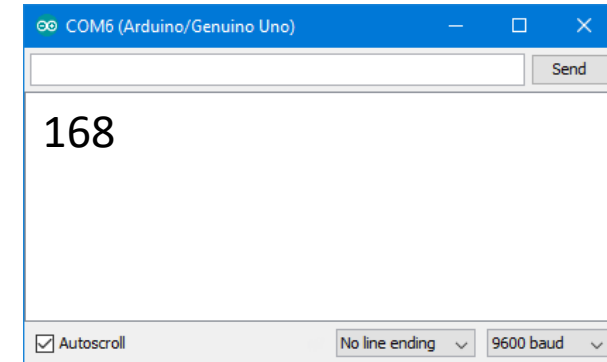 COM6 (Arduino/Genuino Uno)
Send
168
Autoscroll
No line ending
9600 baud